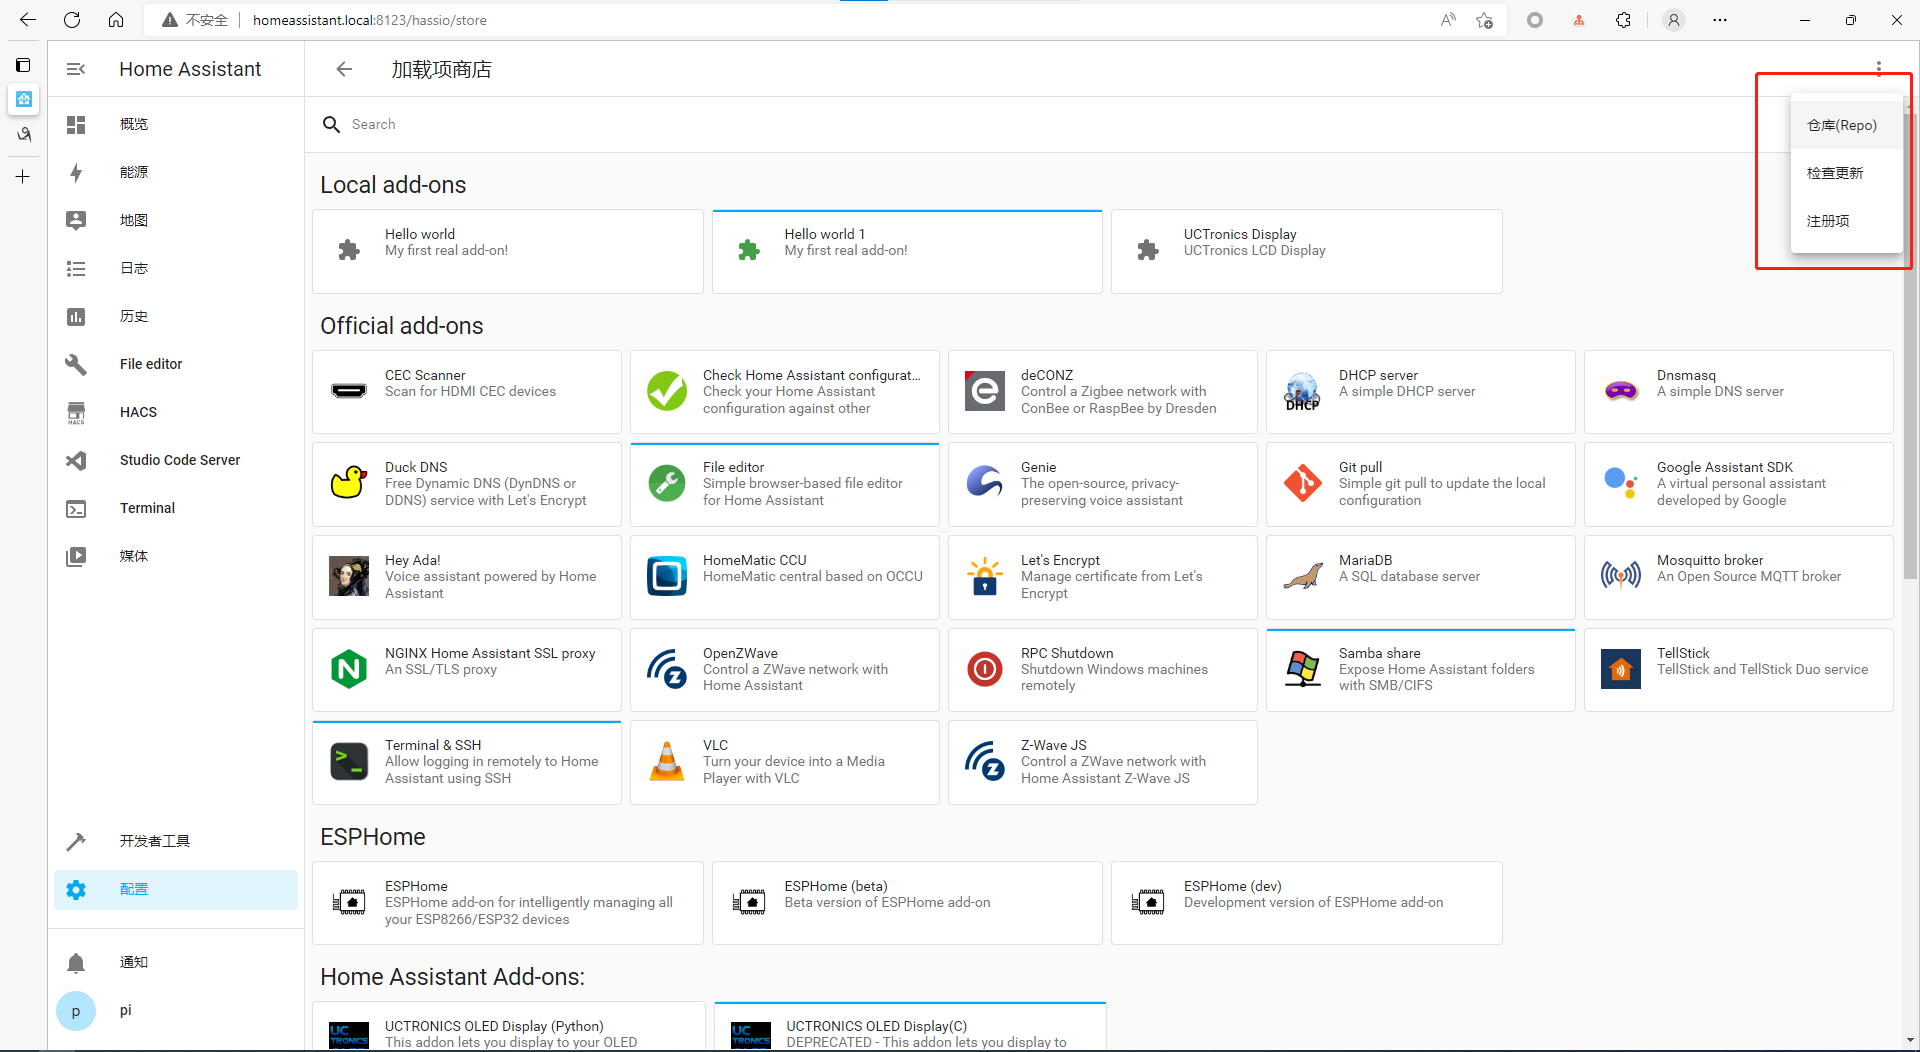 不安全
homeassistant.local:8123/hassio/store
Home Assistant
加载项商店
概览
能源
地图
日志
历史
File editor
HACS
HACS
Studio Code Server
Terminal
媒体
开发者工具
配置
通知
p
pi
Search
仓库(Repo)
检查更新
注册项
Local add-ons
Hello world
My first real add-on!
Hello world 1
My first real add-on!
UCTronics Display
UCTronics LCD Display
Official add-ons
CEC Scanner
Scan for HDMI CEC devices
Check Home Assistant configurat...
Check your Home Assistant
configuration against other
deCONZ
Control a Zigbee network with
ConBee or RaspBee by Dresden
DHCP
DHCP server
A simple DHCP server
Dnsmasq
A simple DNS server
Duck DNS
Free Dynamic DNS (DynDNS or
DDNS) service with Let's Encrypt
File editor
Simple browser-based file editor
for Home Assistant
Genie
The open-source, privacy-
preserving voice assistant
Git pull
Simple git pull to update the local
configuration
Google Assistant SDK
A virtual personal assistant
developed by Google
Hey Ada!
Voice assistant powered by Home
Assistant
HomeMatic CCU
HomeMatic central based on OCCU
Let's Encrypt
Manage certificate from Let's
Encrypt
MariaDB
A SQL database server
Mosquitto broker
An Open Source MQTT broker
NGINX Home Assistant SSL proxy
An SSL/TLS proxy
OpenZWave
Control a ZWave network with
Home Assistant
RPC Shutdown
Shutdown Windows machines
remotely
Samba share
Expose Home Assistant folders
with SMB/CIFS
TellStick
TellStick and TellStick Duo service
Terminal & SSH
Allow logging in remotely to Home
Assistant using SSH
VLC
Turn your device into a Media
Player with VLC
Z-Wave JS
Control a ZWave network with
Home Assistant Z-Wave JS
ESPHome
ESPHome
ESPHome add-on for intelligently managing all
your ESP8266/ESP32 devices
ESPHome (beta)
Beta version of ESPHome add-on
ESPHome (dev)
Development version of ESPHome add-on
Home Assistant Add-ons:
UC
TRONICS
UCTRONICS OLED Display (Python)
This addon lets you display to your OLED
UC
TRONICS
UCTRONICS OLED Display(C)
DEPRECATED - This addon lets you display to